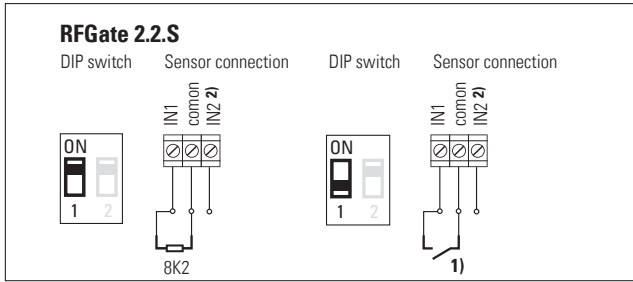 RFGate 2.2.S
DIP switch Sensor connection DIP switch Sensor connection
IN1 comon IN2 2) IN1 comon IN2 2)
ON ON
1 2 1 2
8K2 1)